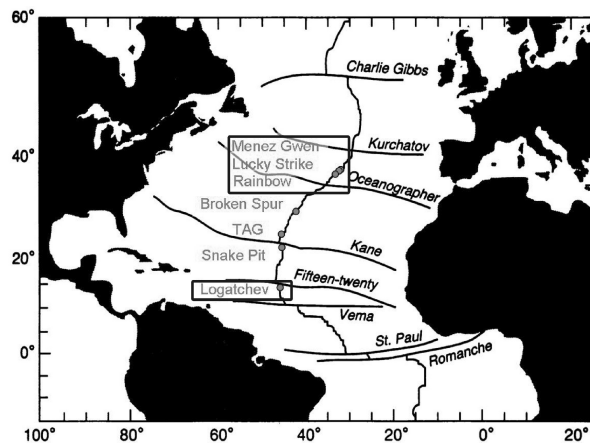 60°
Charlie Gibbs
Menez Gwen
Kurchatov
40°
Lucky Strike
Rainbow
Oceanographer
Broken Spur
TAG
Kane
20°
Snake Pit
Fifteen-twenty
Logatchev
Vema
St. Paul
0°
Romanche
100°
80°
60°
40°
20°
0°
20°